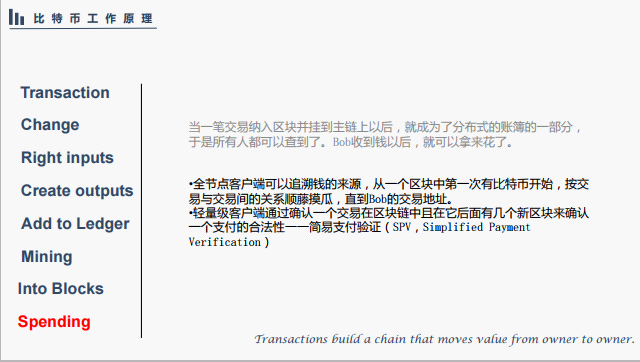 比特币工作原理
Transaction
Change
Right inputs
Create outputs
Add to Ledger
Mining
Into Blocks
Spending
当一笔交易纳入区块并挂到主链上以后，就成为了分布式的账簿的一部分，
于是所有人都可以查到了。Bob收到钱以后，就可以拿来花了。
•全节点客户端可以追溯钱的来源，从一个区块中第一次有比特币开始，按交
易与交易间的关系顺藤摸瓜，直到Bob的交易地址。
•轻量级客户端通过确认一个交易在区块链中且在它后面有几个新区块来确认
一个支付的合法性——简易支付验证（SPV，Simplified Payment
Verification）
Transactions build a chain that moves value from owner to owner.